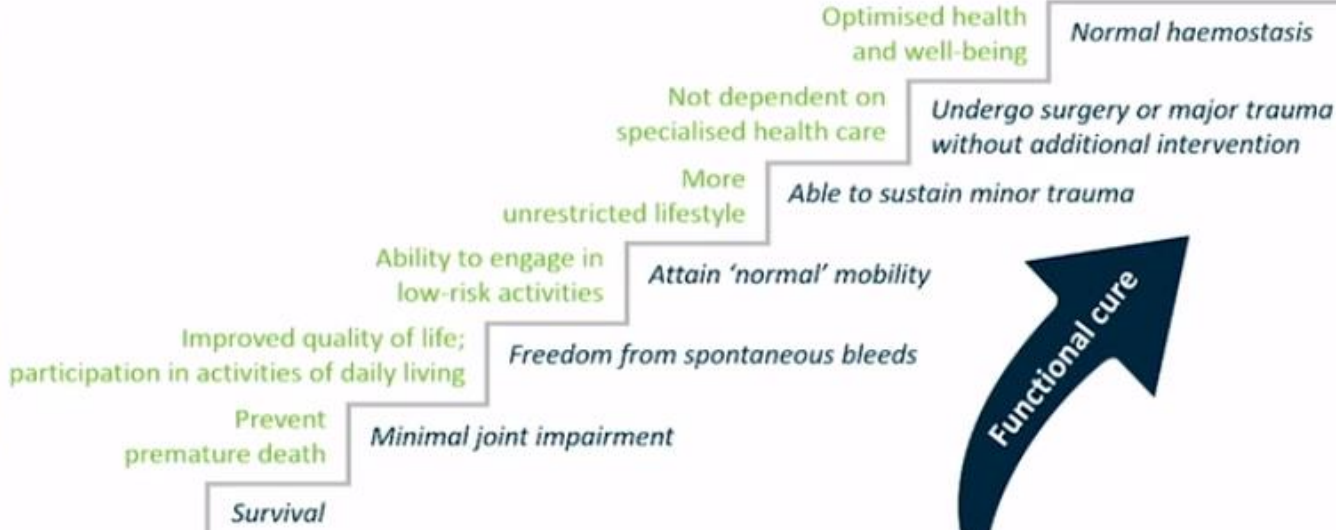 Optimised health
and well-being
Normal haemostasis
Not dependent on
specialised health care
Undergo surgery or major trauma
without additional intervention
More
unrestricted lifestyle
Able to sustain minor trauma
Ability to engage in
low-risk activities
Attain ‘normal’ mobility
Improved quality of life;
participation in activities of daily living
Freedom from spontaneous bleeds
Prevent
premature death
Minimal joint impairment
Survival
Functional cure